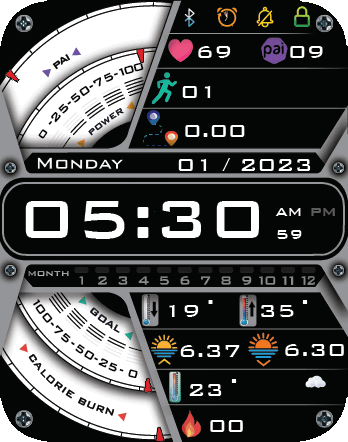 69
pai 09
PAI
0 -25-50-75-100-
POWER
01
0.00
MONDAY 01 / 2023
05:30 AM PM
59
MONTH 1 2 3 4 5 6 7 8 9 10 11 12
19 ° 35 °
GOAL
100-75-50-25- 0
6.37 6.30
CALORIE BURN
23 °
00